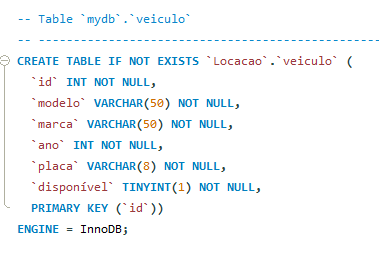 -- Table `mydb`.`veiculo`
-- -----------------------------------------------------
CREATE TABLE IF NOT EXISTS `Locacao`.`veiculo` (
`id` INT NOT NULL,
`modelo` VARCHAR(50) NOT NULL,
`marca` VARCHAR(50) NOT NULL,
`ano` INT NOT NULL,
`placa` VARCHAR(8) NOT NULL,
`disponível` TINYINT(1) NOT NULL,
PRIMARY KEY (`id`))
ENGINE = InnoDB;